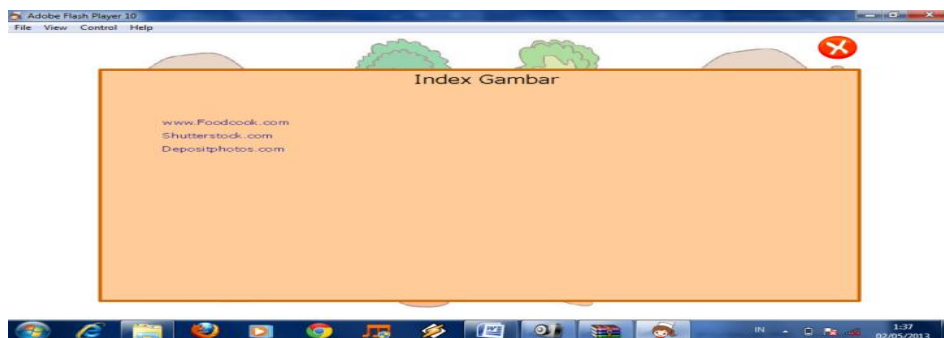 Adobe Flash Player 10
File View Control Help
Index Gambar
www.Foodcook.com
Shutterstock.com
Depositphotos.com
IN
1:37
02/05/2013